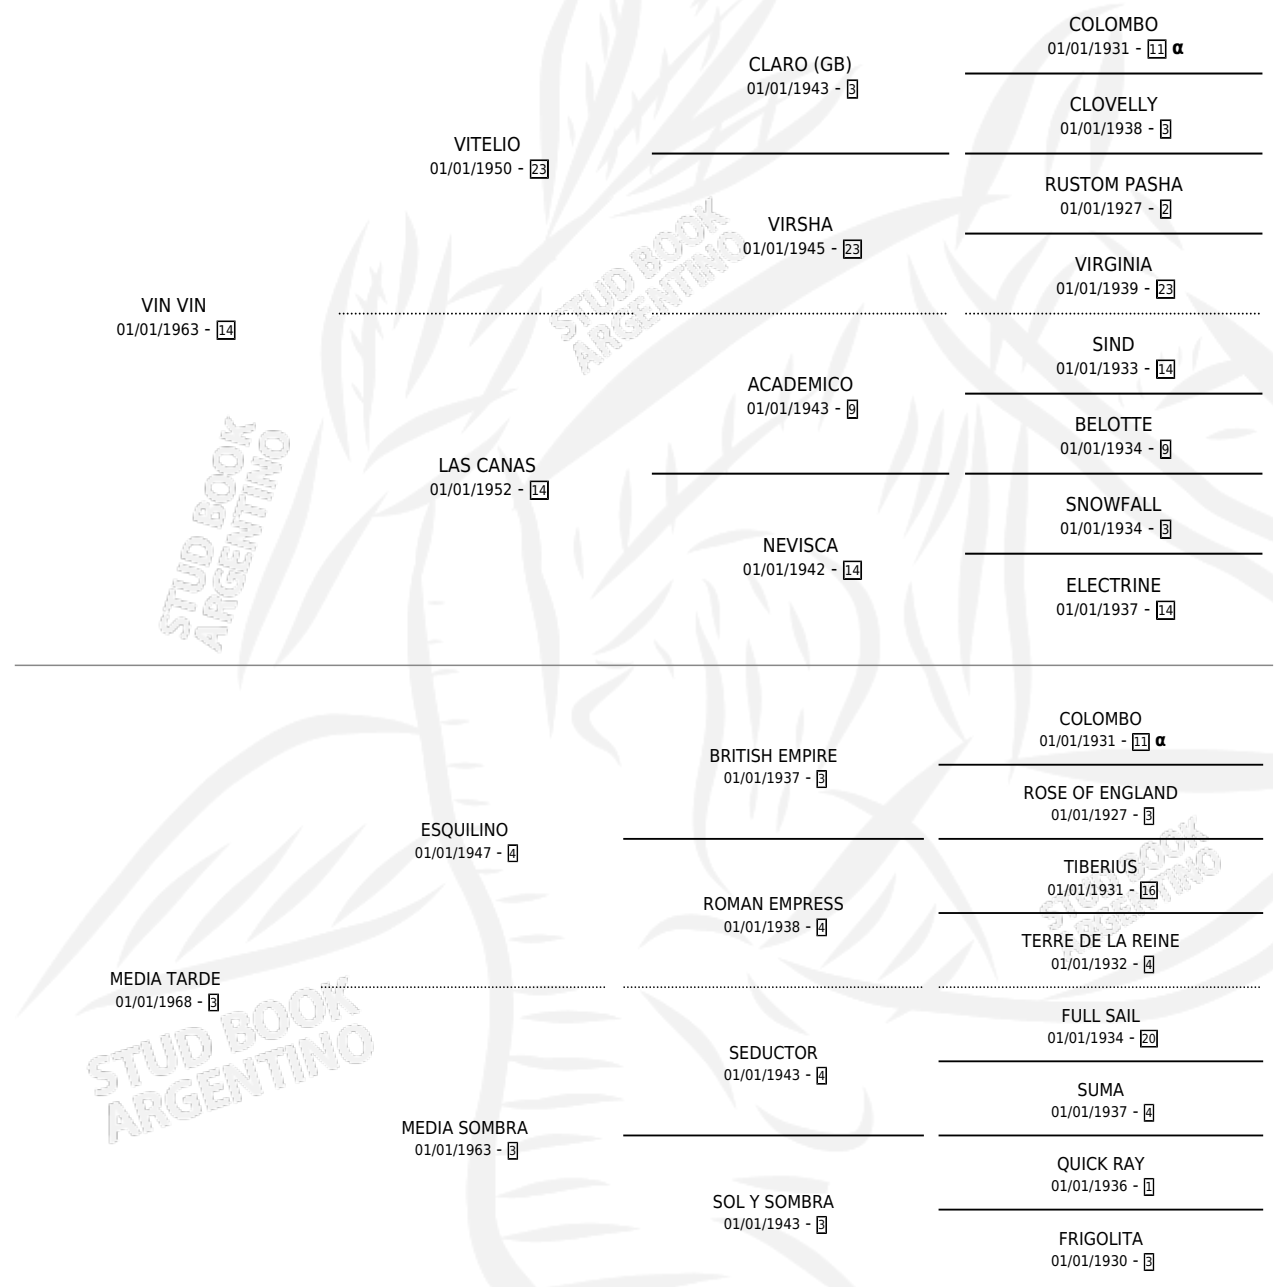 COLOMBO
01/01/1931 - 11 α
CLARO (GB)
01/01/1943 - 3
CLOVELLY
01/01/1938 - 3
VITELIO
01/01/1950 - 23
RUSTOM PASHA
01/01/1927 - 2
VIRSHA
01/01/1945 - 23
VIRGINIA
01/01/1939 - 23
STUD BOOK
ARGENTINO
VIN VIN
01/01/1963 - 14
SIND
01/01/1933 - 14
ACADEMICO
01/01/1943 - 9
BELOTTE
01/01/1934 - 9
LAS CANAS
01/01/1952 - 14
SNOWFALL
01/01/1934 - 3
NEVISCA
01/01/1942 - 14
ELECTRINE
01/01/1937 - 14
STUD BOOK
ARGENTINO
COLOMBO
01/01/1931 - 11 α
BRITISH EMPIRE
01/01/1937 - 3
ROSE OF ENGLAND
01/01/1927 - 3
ESQUILINO
01/01/1947 - 4
TIBERIUS
01/01/1931 - 16
ROMAN EMPRESS
01/01/1938 - 4
TERRE DE LA REINE
01/01/1932 - 4
STUD BOOK
ARGENTINO
MEDIA TARDE
01/01/1968 - 3
FULL SAIL
01/01/1934 - 20
SEDUCTOR
01/01/1943 - 4
SUMA
01/01/1937 - 4
STUD BOOK
ARGENTINO
MEDIA SOMBRA
01/01/1963 - 3
QUICK RAY
01/01/1936 - 1
SOL Y SOMBRA
01/01/1943 - 3
FRIGOLITA
01/01/1930 - 3